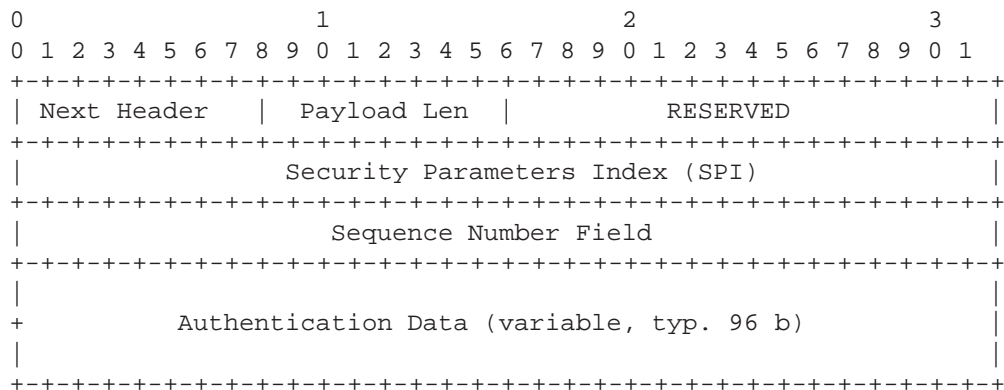 0                   1                   2                   3
0 1 2 3 4 5 6 7 8 9 0 1 2 3 4 5 6 7 8 9 0 1 2 3 4 5 6 7 8 9 0 1
+-+-+-+-+-+-+-+-+-+-+-+-+-+-+-+-+-+-+-+-+-+-+-+-+-+-+-+-+-+-+-+-+
| Next Header   |  Payload Len  |          RESERVED             |
+-+-+-+-+-+-+-+-+-+-+-+-+-+-+-+-+-+-+-+-+-+-+-+-+-+-+-+-+-+-+-+-+
|                 Security Parameters Index (SPI)               |
+-+-+-+-+-+-+-+-+-+-+-+-+-+-+-+-+-+-+-+-+-+-+-+-+-+-+-+-+-+-+-+-+
|                    Sequence Number Field                      |
+-+-+-+-+-+-+-+-+-+-+-+-+-+-+-+-+-+-+-+-+-+-+-+-+-+-+-+-+-+-+-+-+
|                                                               |
+          Authentication Data (variable, typ. 96 b)            |
|                                                               |
+-+-+-+-+-+-+-+-+-+-+-+-+-+-+-+-+-+-+-+-+-+-+-+-+-+-+-+-+-+-+-+-+